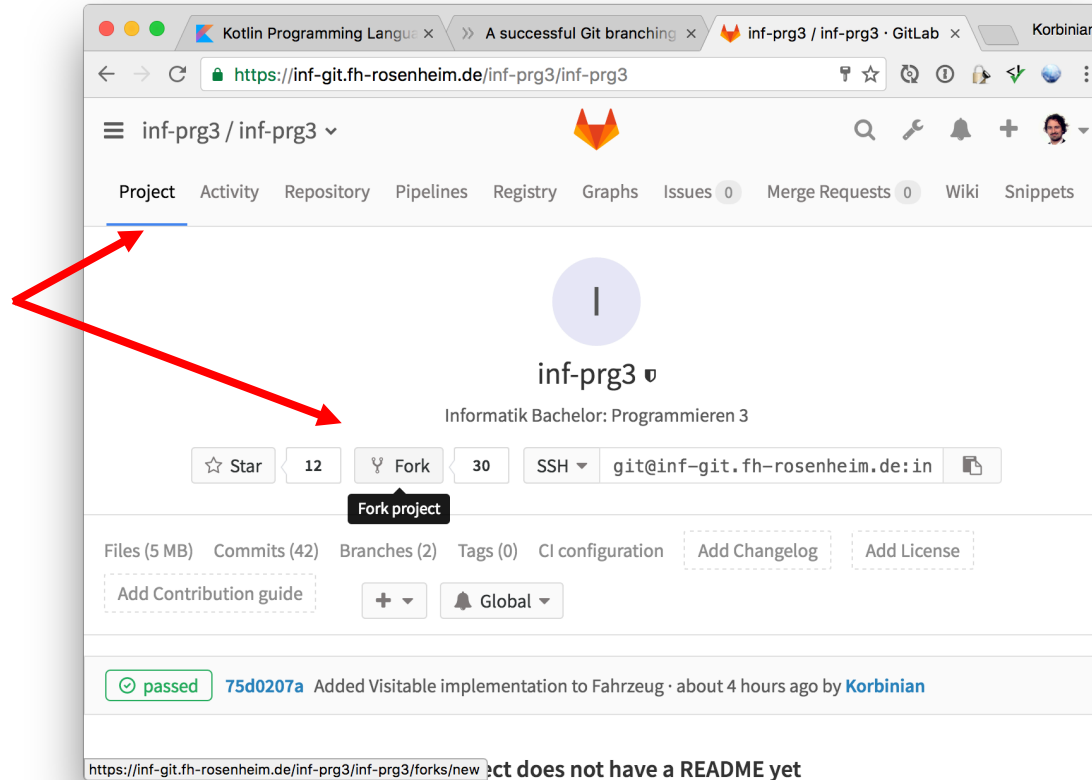 Kotlin Programming Langua
A successful Git branching
inf-prg3 / inf-prg3 · GitLab
Korbinian
https://inf-git.fh-rosenheim.de/inf-prg3/inf-prg3
inf-prg3 / inf-prg3
Project Activity Repository Pipelines Registry Graphs Issues 0 Merge Requests 0 Wiki Snippets
I
inf-prg3
Informatik Bachelor: Programmieren 3
Star 12 Fork 30 SSH git@inf-git.fh-rosenheim.de:in
Fork project
Files (5 MB) Commits (42) Branches (2) Tags (0) CI configuration Add Changelog Add License
Add Contribution guide Global
passed 75d0207a Added Visitable implementation to Fahrzeug · about 4 hours ago by Korbinian
https://inf-git.fh-rosenheim.de/inf-prg3/inf-prg3/forks/new
ect does not have a README yet